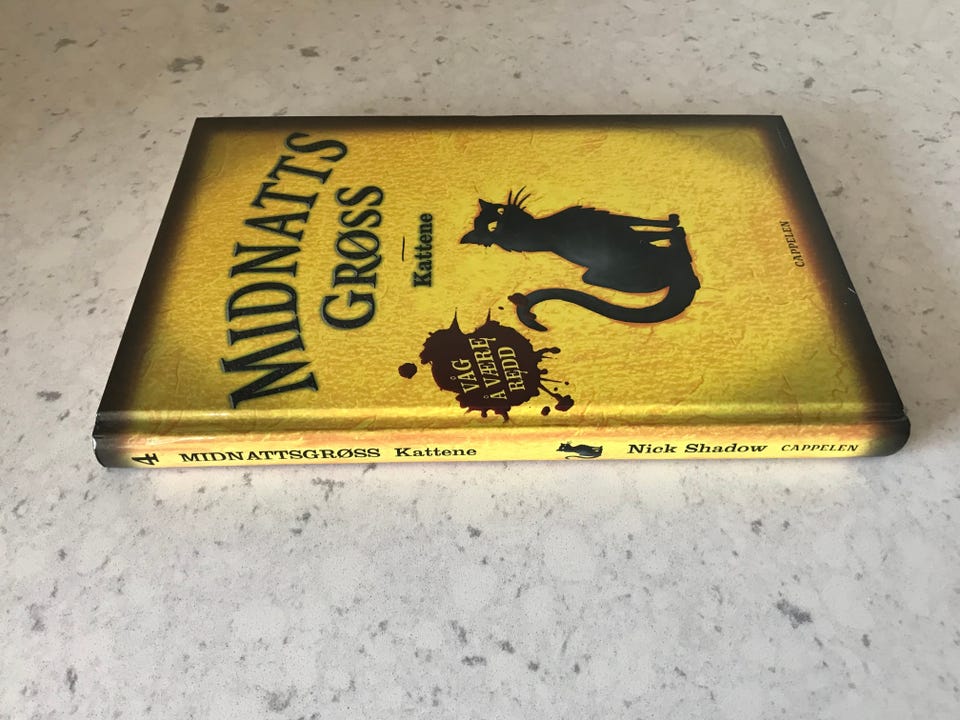 MIDNATTS
GRØSS
Kattene
VÅG
Å VÆRE
REDD
CAPPELEN
4 MIDNATTSGRØSS Kattene Nick Shadow CAPPELEN